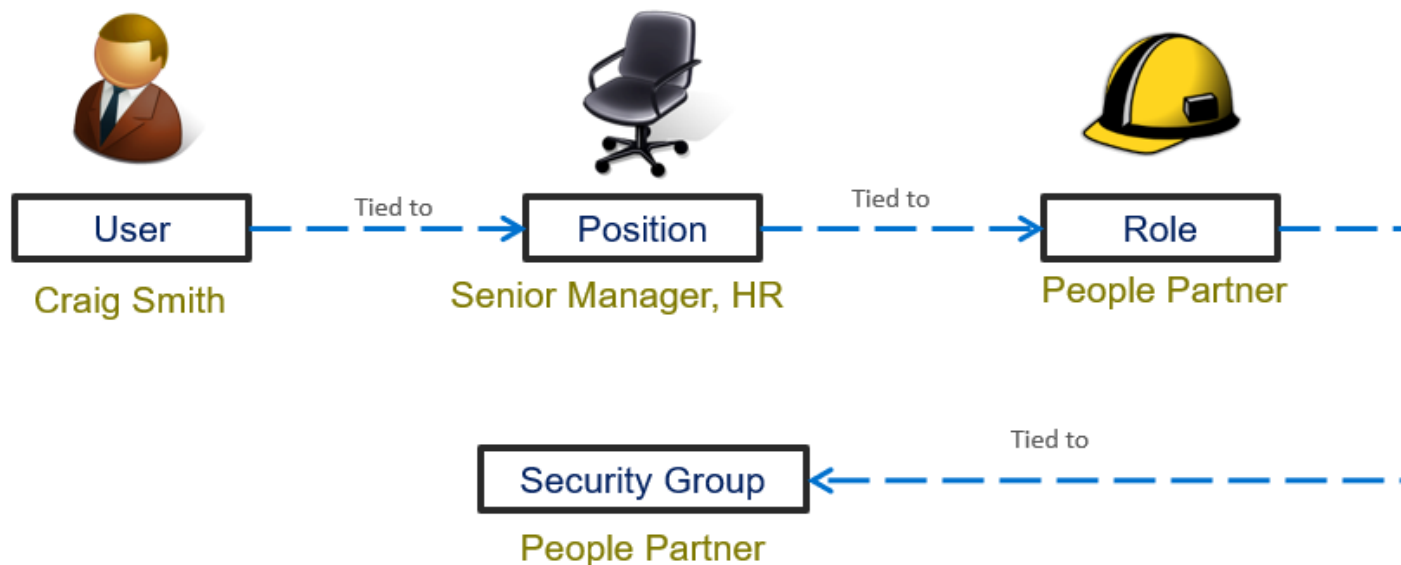 User
Tied to
Position
Tied to
Role
Craig Smith
Senior Manager, HR
People Partner
Tied to
Security Group
People Partner